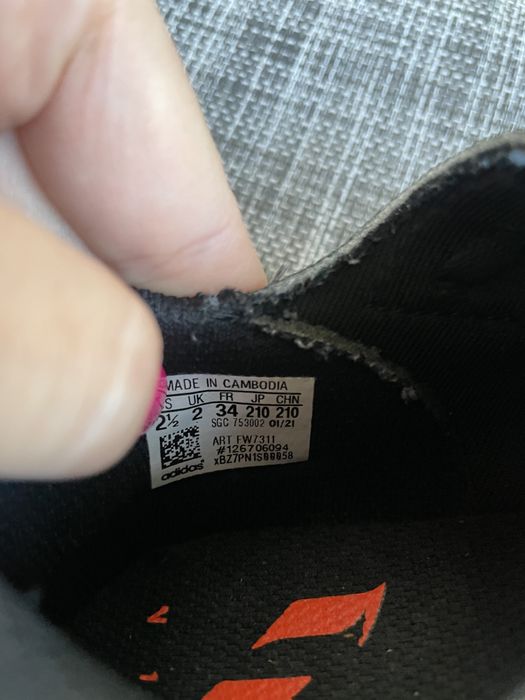 MADE IN CAMBODIA
UK FR JP CHN
2½ 2 34 210 210
SGC 753002 01/21
ART FW7311
#126706094
adidas